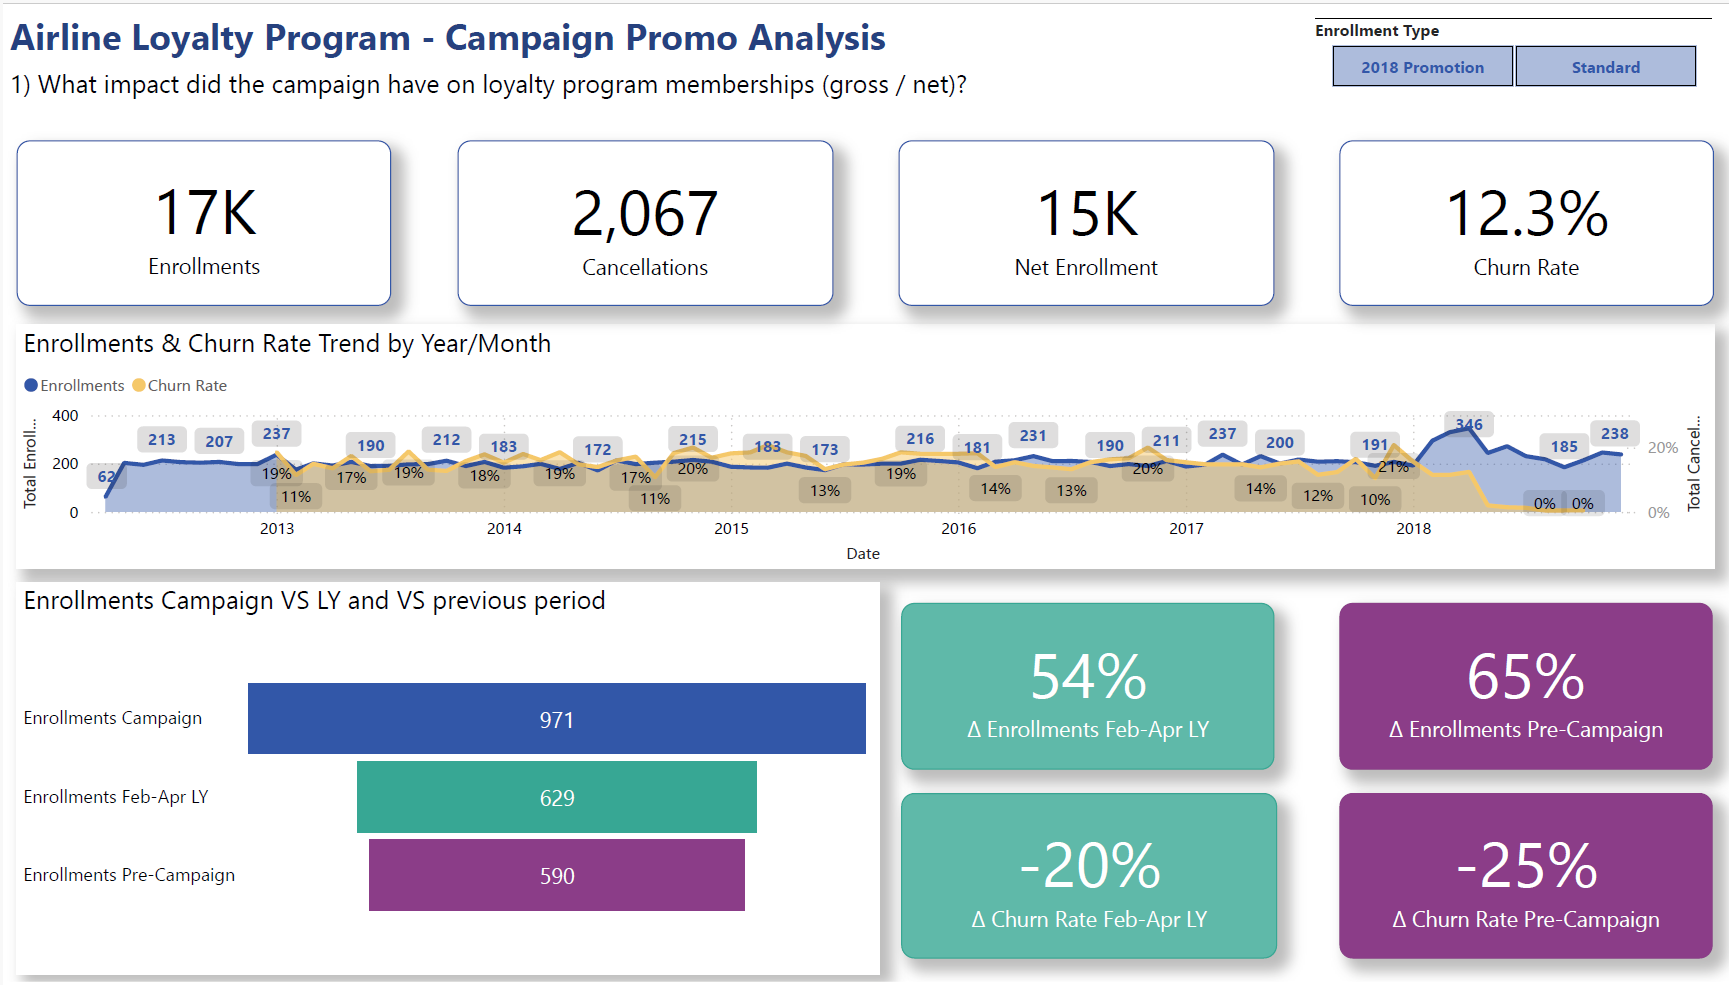 Airline Loyalty Program - Campaign Promo Analysis
1) What impact did the campaign have on loyalty program memberships (gross / net)?
Enrollment Type
2018 Promotion
Standard
17K
Enrollments
2,067
Cancellations
15K
Net Enrollment
12.3%
Churn Rate
Enrollments & Churn Rate Trend by Year/Month
Enrollments
Churn Rate
Total Enroll...
400
200
0
62
213
207
237
190
212
183
172
215
183
173
216
181
231
190
211
237
200
191
346
185
238
19%
11%
17%
19%
18%
19%
17%
11%
20%
13%
19%
14%
13%
20%
14%
12%
10%
21%
0%
0%
20%
0%
Total Cancel...
2013
2014
2015
2016
2017
2018
Date
Enrollments Campaign VS LY and VS previous period
Enrollments Campaign
971
Enrollments Feb-Apr LY
629
Enrollments Pre-Campaign
590
54%
Δ Enrollments Feb-Apr LY
65%
Δ Enrollments Pre-Campaign
-20%
Δ Churn Rate Feb-Apr LY
-25%
Δ Churn Rate Pre-Campaign